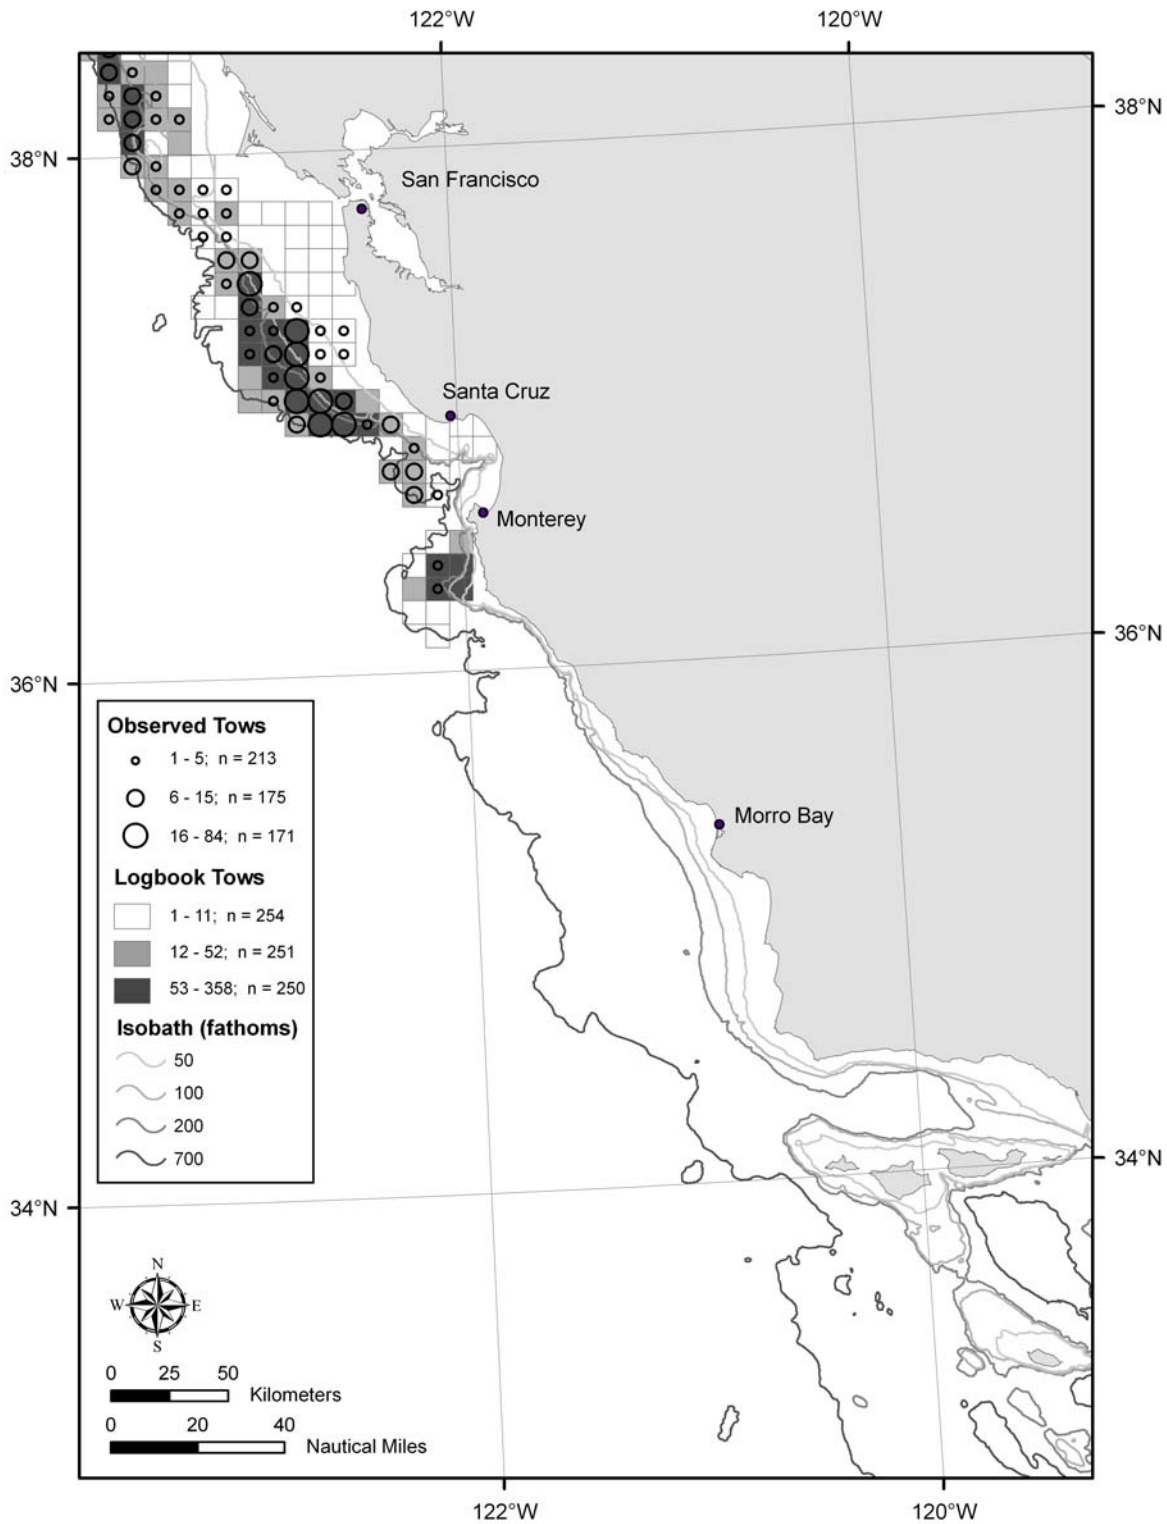 122°W
120°W
38°N
38°N
San Francisco
Santa Cruz
Monterey
36°N
36°N
Observed Tows
1 - 5; n = 213
6 - 15; n = 175
16 - 84; n = 171
Logbook Tows
1 - 11; n = 254
12 - 52; n = 251
53 - 358; n = 250
Isobath (fathoms)
50
100
200
700
Morro Bay
34°N
34°N
N
W E
S
0 25 50
Kilometers
0 20 40
Nautical Miles
122°W
120°W